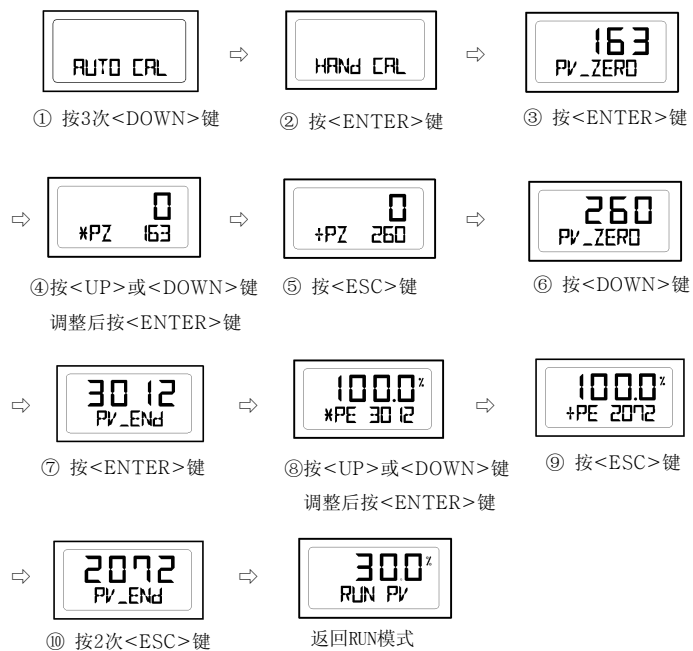 AUTO CAL
⇨
HANd CAL
⇨
163
PV_ZERO
① 按3次<DOWN>键
② 按<ENTER>键
③ 按<ENTER>键
⇨
0
*PZ 163
⇨
0
÷PZ 260
⇨
260
PV_ZERO
④按<UP>或<DOWN>键
调整后按<ENTER>键
⑤ 按<ESC>键
⑥ 按<DOWN>键
⇨
3012
PV_ENd
⇨
100.0%
*PE 3012
⇨
100.0%
÷PE 2072
⑦ 按<ENTER>键
⑧按<UP>或<DOWN>键
调整后按<ENTER>键
⑨ 按<ESC>键
⇨
2072
PV_ENd
⇨
30.0%
RUN PV
⑩ 按2次<ESC>键
返回RUN模式